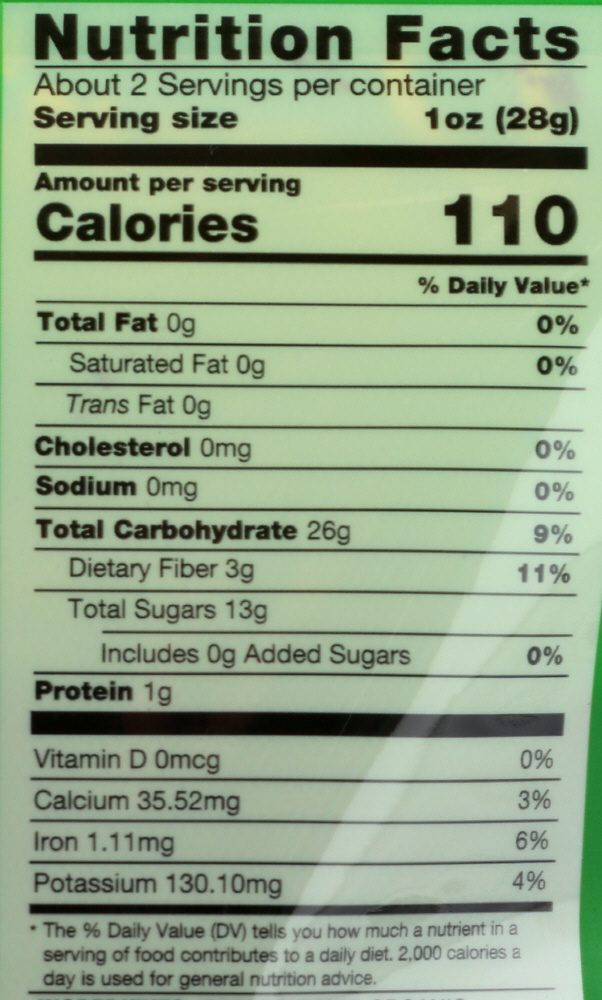 Nutrition Facts
About 2 Servings per container
Serving size 1oz (28g)
Amount per serving
Calories 110
% Daily Value*
Total Fat 0g 0%
Saturated Fat 0g 0%
Trans Fat 0g
Cholesterol 0mg 0%
Sodium 0mg 0%
Total Carbohydrate 26g 9%
Dietary Fiber 3g 11%
Total Sugars 13g
Includes 0g Added Sugars 0%
Protein 1g
Vitamin D 0mcg 0%
Calcium 35.52mg 3%
Iron 1.11mg 6%
Potassium 130.10mg 4%
* The % Daily Value (DV) tells you how much a nutrient in a
serving of food contributes to a daily diet. 2,000 calories a
day is used for general nutrition advice.